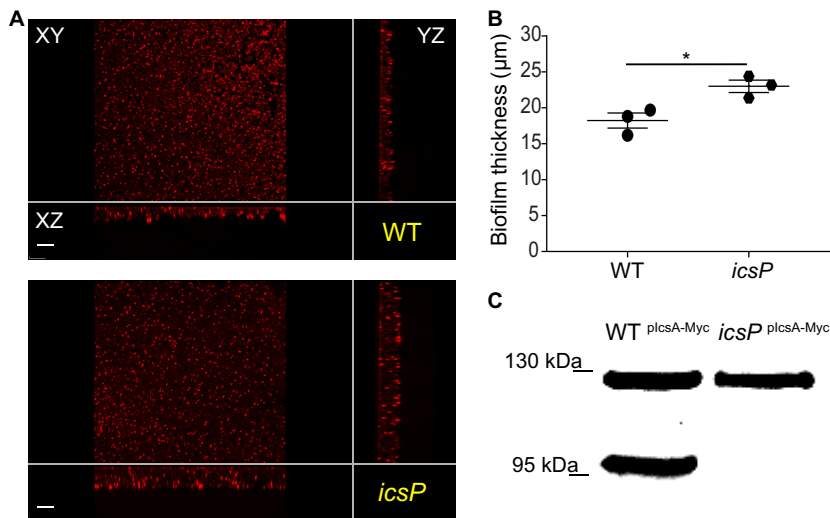 A
XY
YZ
XZ
WT
icsP
B
Biofilm thickness (µm)
30
25
20
15
10
5
0
*
WT
icsP
C
WT pIcsA-Myc icsP pIcsA-Myc
130 kDa
95 kDa